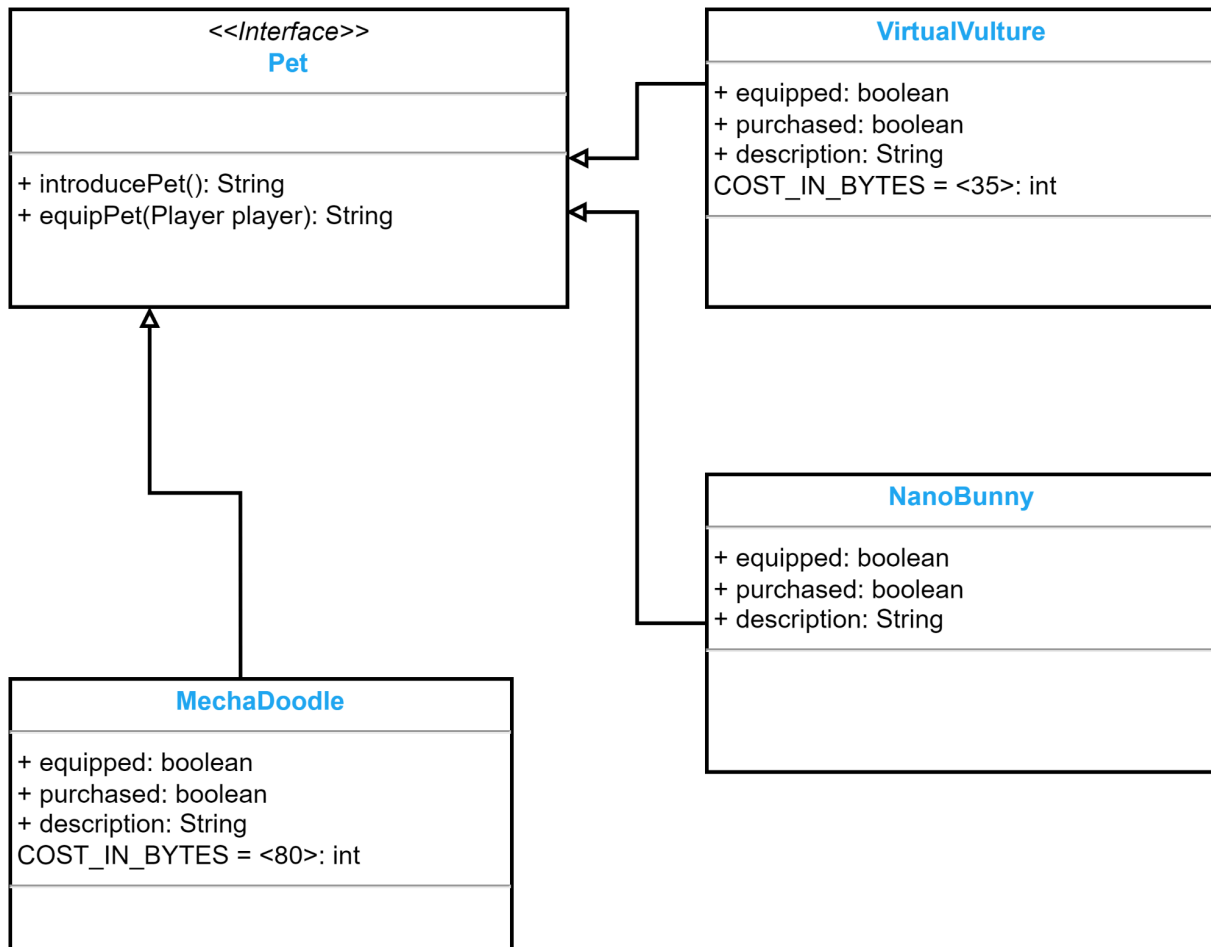 <<Interface>>
Pet
+ introducePet(): String
+ equipPet(Player player): String
VirtualVulture
+ equipped: boolean
+ purchased: boolean
+ description: String
COST_IN_BYTES = <35>: int
NanoBunny
+ equipped: boolean
+ purchased: boolean
+ description: String
MechaDoodle
+ equipped: boolean
+ purchased: boolean
+ description: String
COST_IN_BYTES = <80>: int